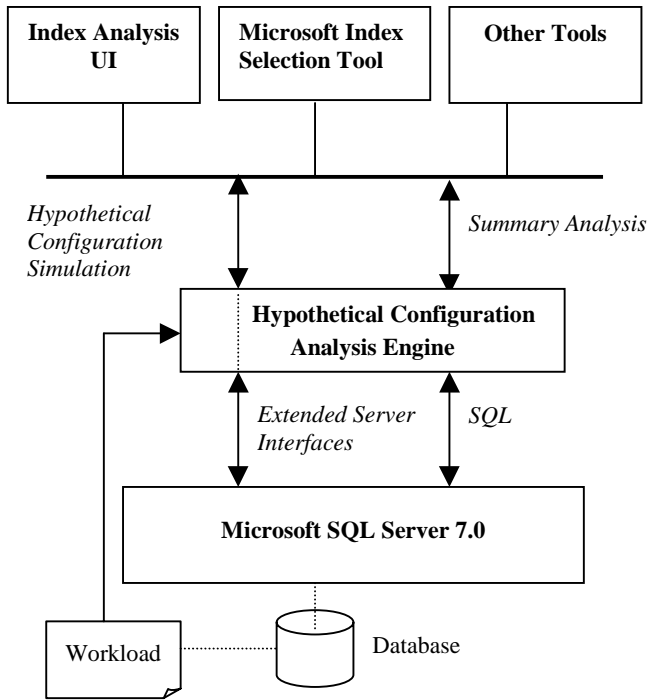 Index Analysis
UI
Microsoft Index
Selection Tool
Other Tools
Hypothetical
Configuration
Simulation
Summary Analysis
Hypothetical Configuration
Analysis Engine
Extended Server
Interfaces
SQL
Microsoft SQL Server 7.0
Workload
Database